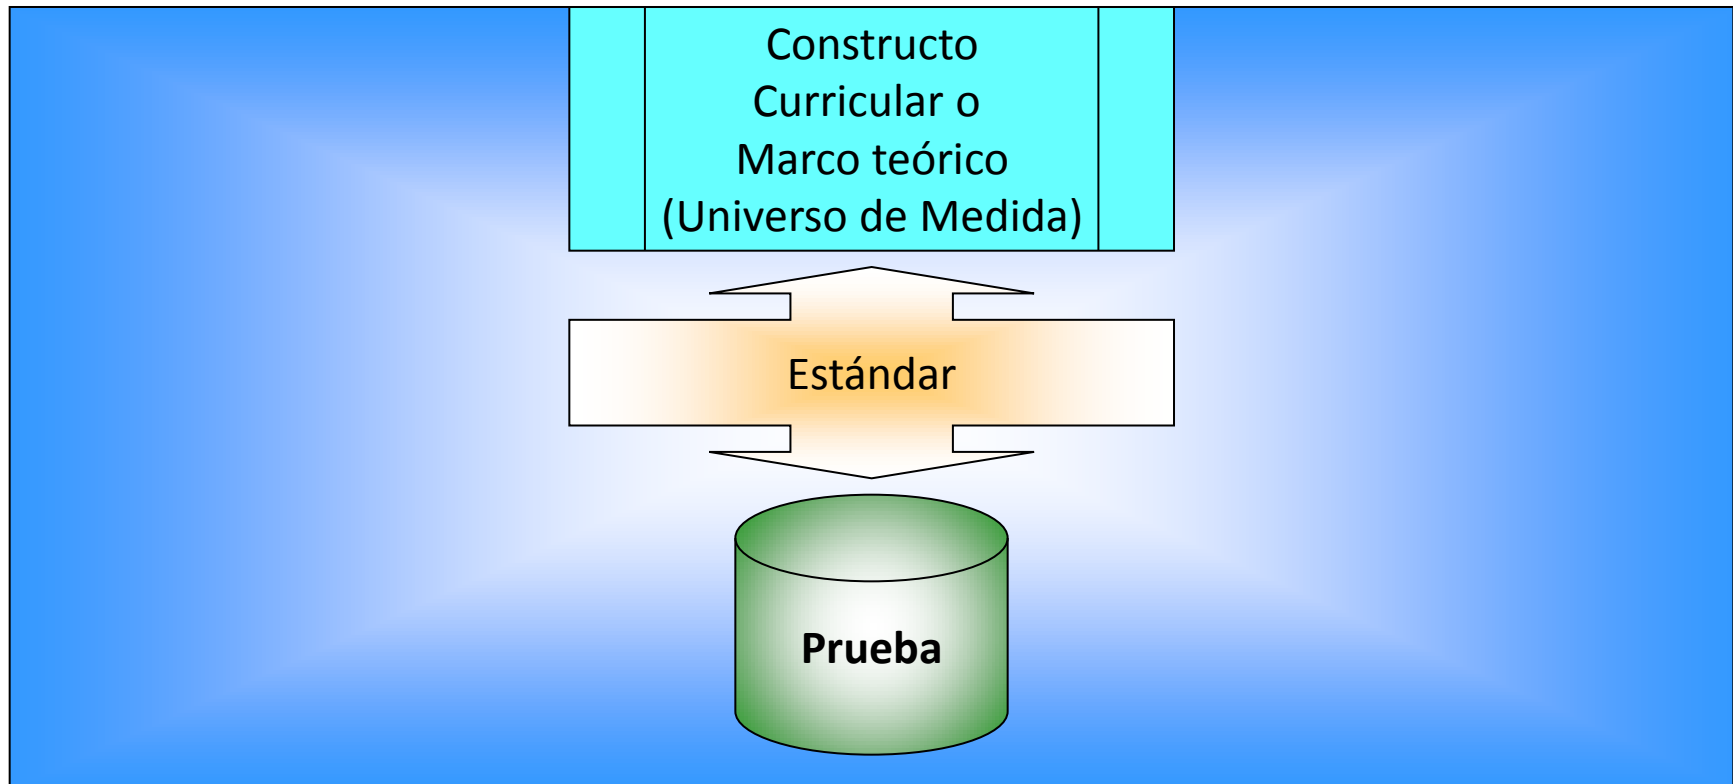 Constructo
Curricular o
Marco teórico
(Universo de Medida)
Estándar
Prueba